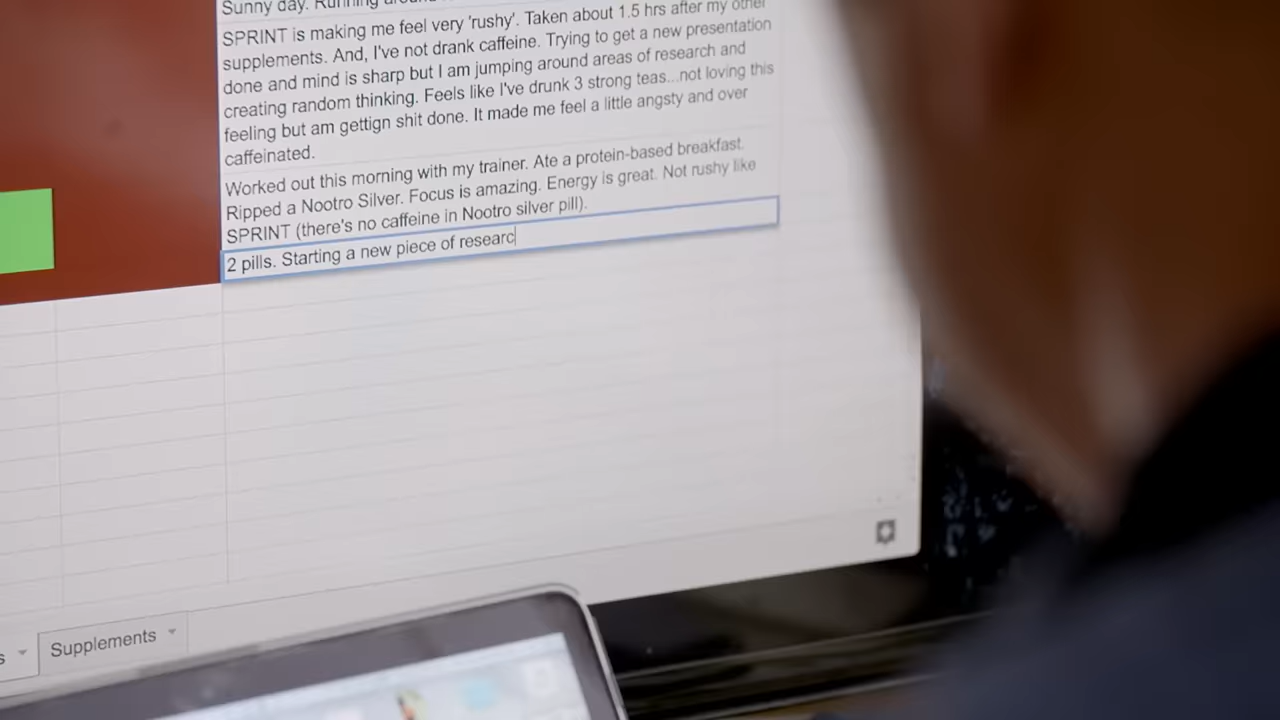 Sunny day. Running around
SPRINT is making me feel very 'rushy'. Taken about 1.5 hrs after my other
supplements. And, I've not drank caffeine. Trying to get a new presentation
done and mind is sharp but I am jumping around areas of research and
creating random thinking. Feels like I've drunk 3 strong teas...not loving this
feeling but am gettign shit done. It made me feel a little angsty and over
caffeinated.
Worked out this morning with my trainer. Ate a protein-based breakfast.
Ripped a Nootro Silver. Focus is amazing. Energy is great. Not rushy like
SPRINT (there's no caffeine in Nootro silver pill).
2 pills. Starting a new piece of researc
s
Supplements